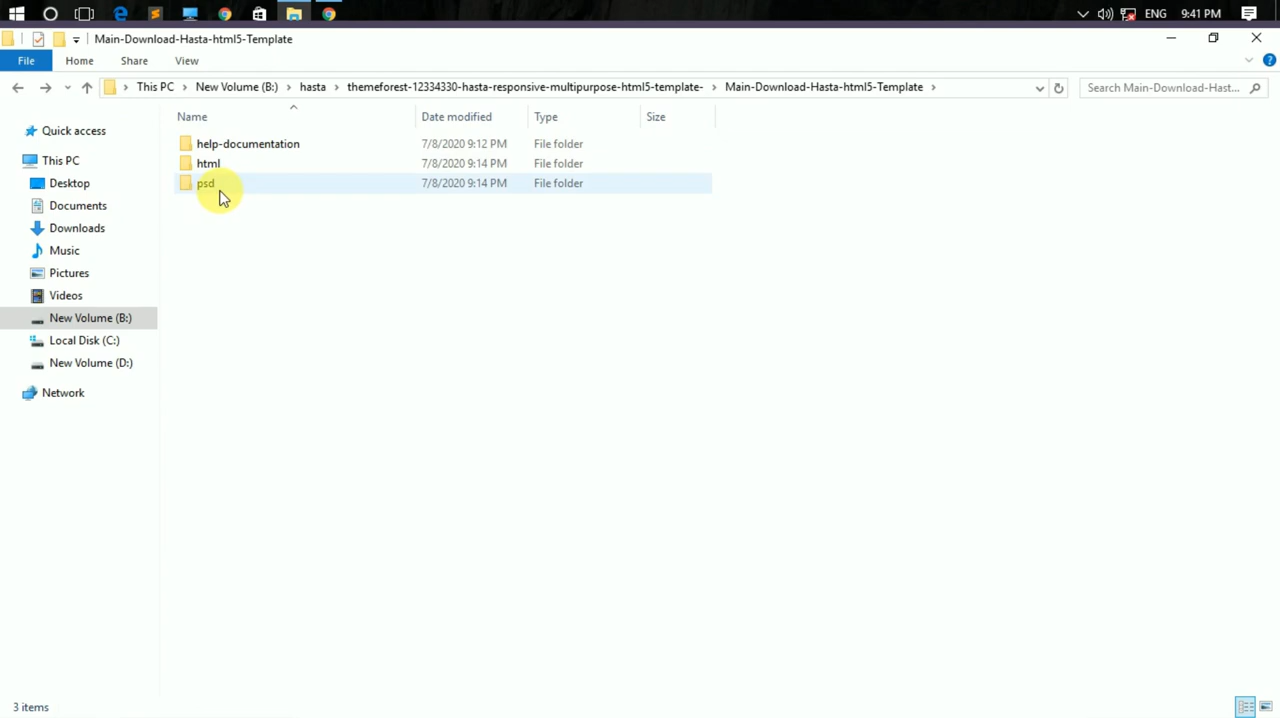 ENG 9:41 PM
Main-Download-Hasta-html5-Template
File Home Share View
This PC New Volume (B:) hasta themeforest-12334330-hasta-responsive-multipurpose-html5-template- Main-Download-Hasta-html5-Template Search Main-Download-Hast...
Name Date modified Type Size
Quick access
This PC
Desktop
Documents
Downloads
Music
Pictures
Videos
New Volume (B:)
Local Disk (C:)
New Volume (D:)
Network
help-documentation 7/8/2020 9:12 PM File folder
html 7/8/2020 9:14 PM File folder
psd 7/8/2020 9:14 PM File folder
3 items